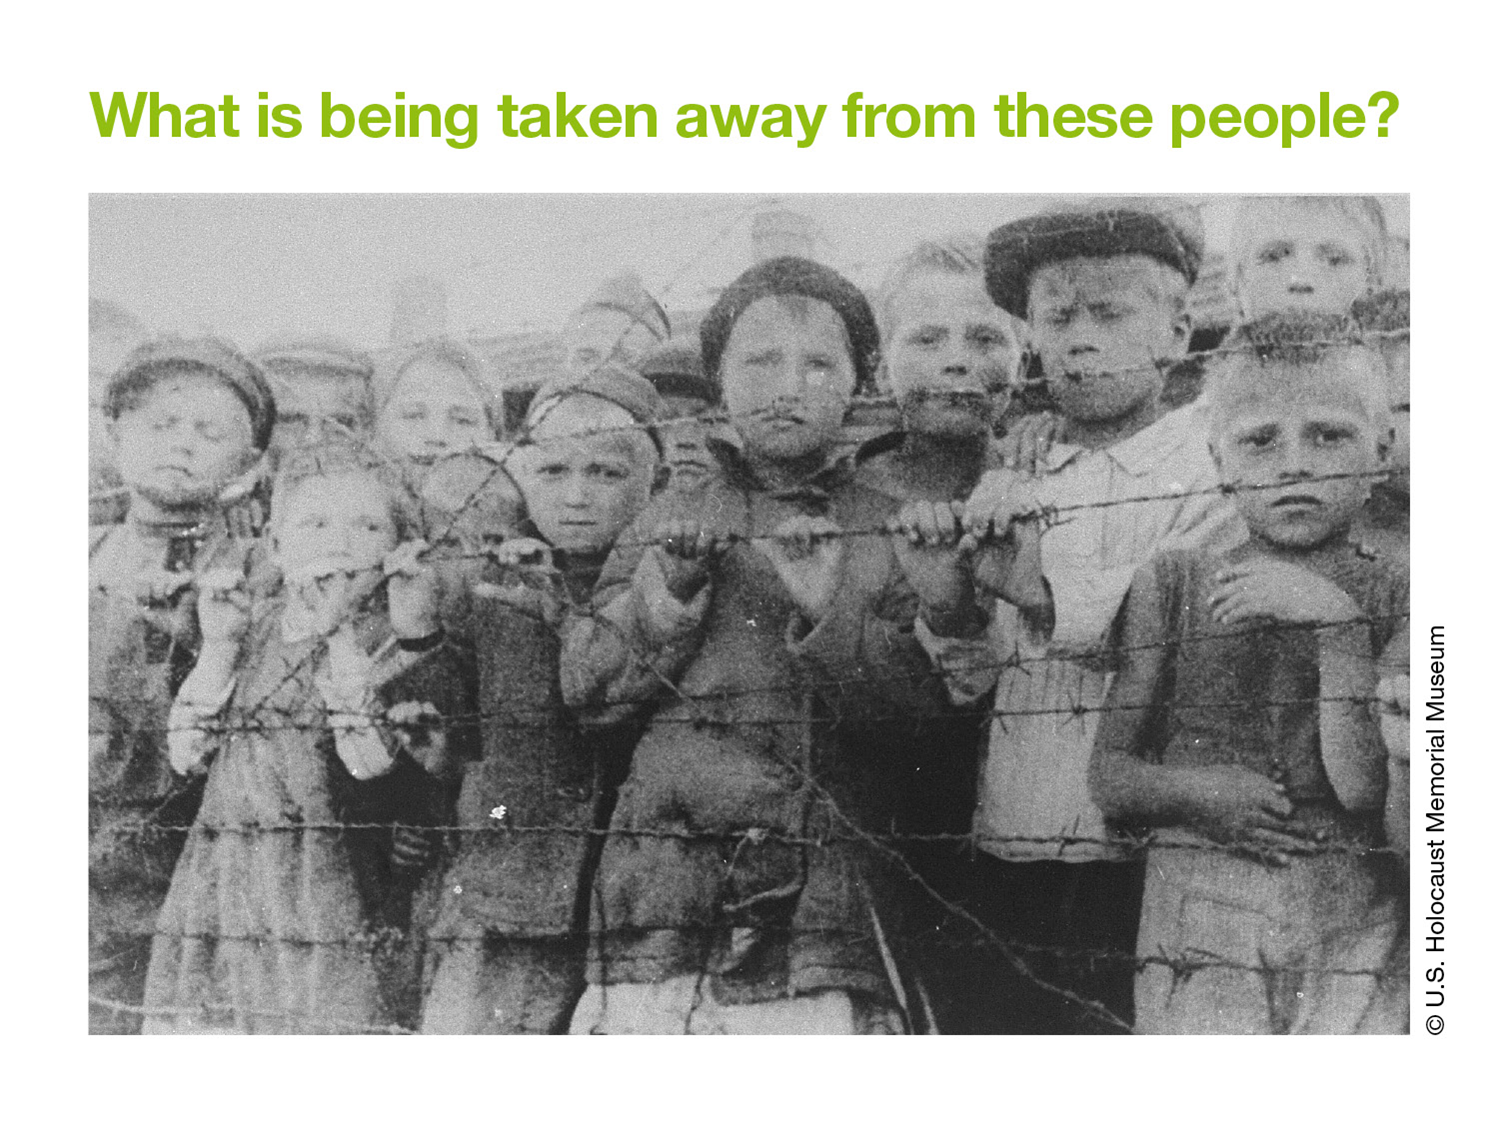 What is being taken away from these people?
© U.S. Holocaust Memorial Museum